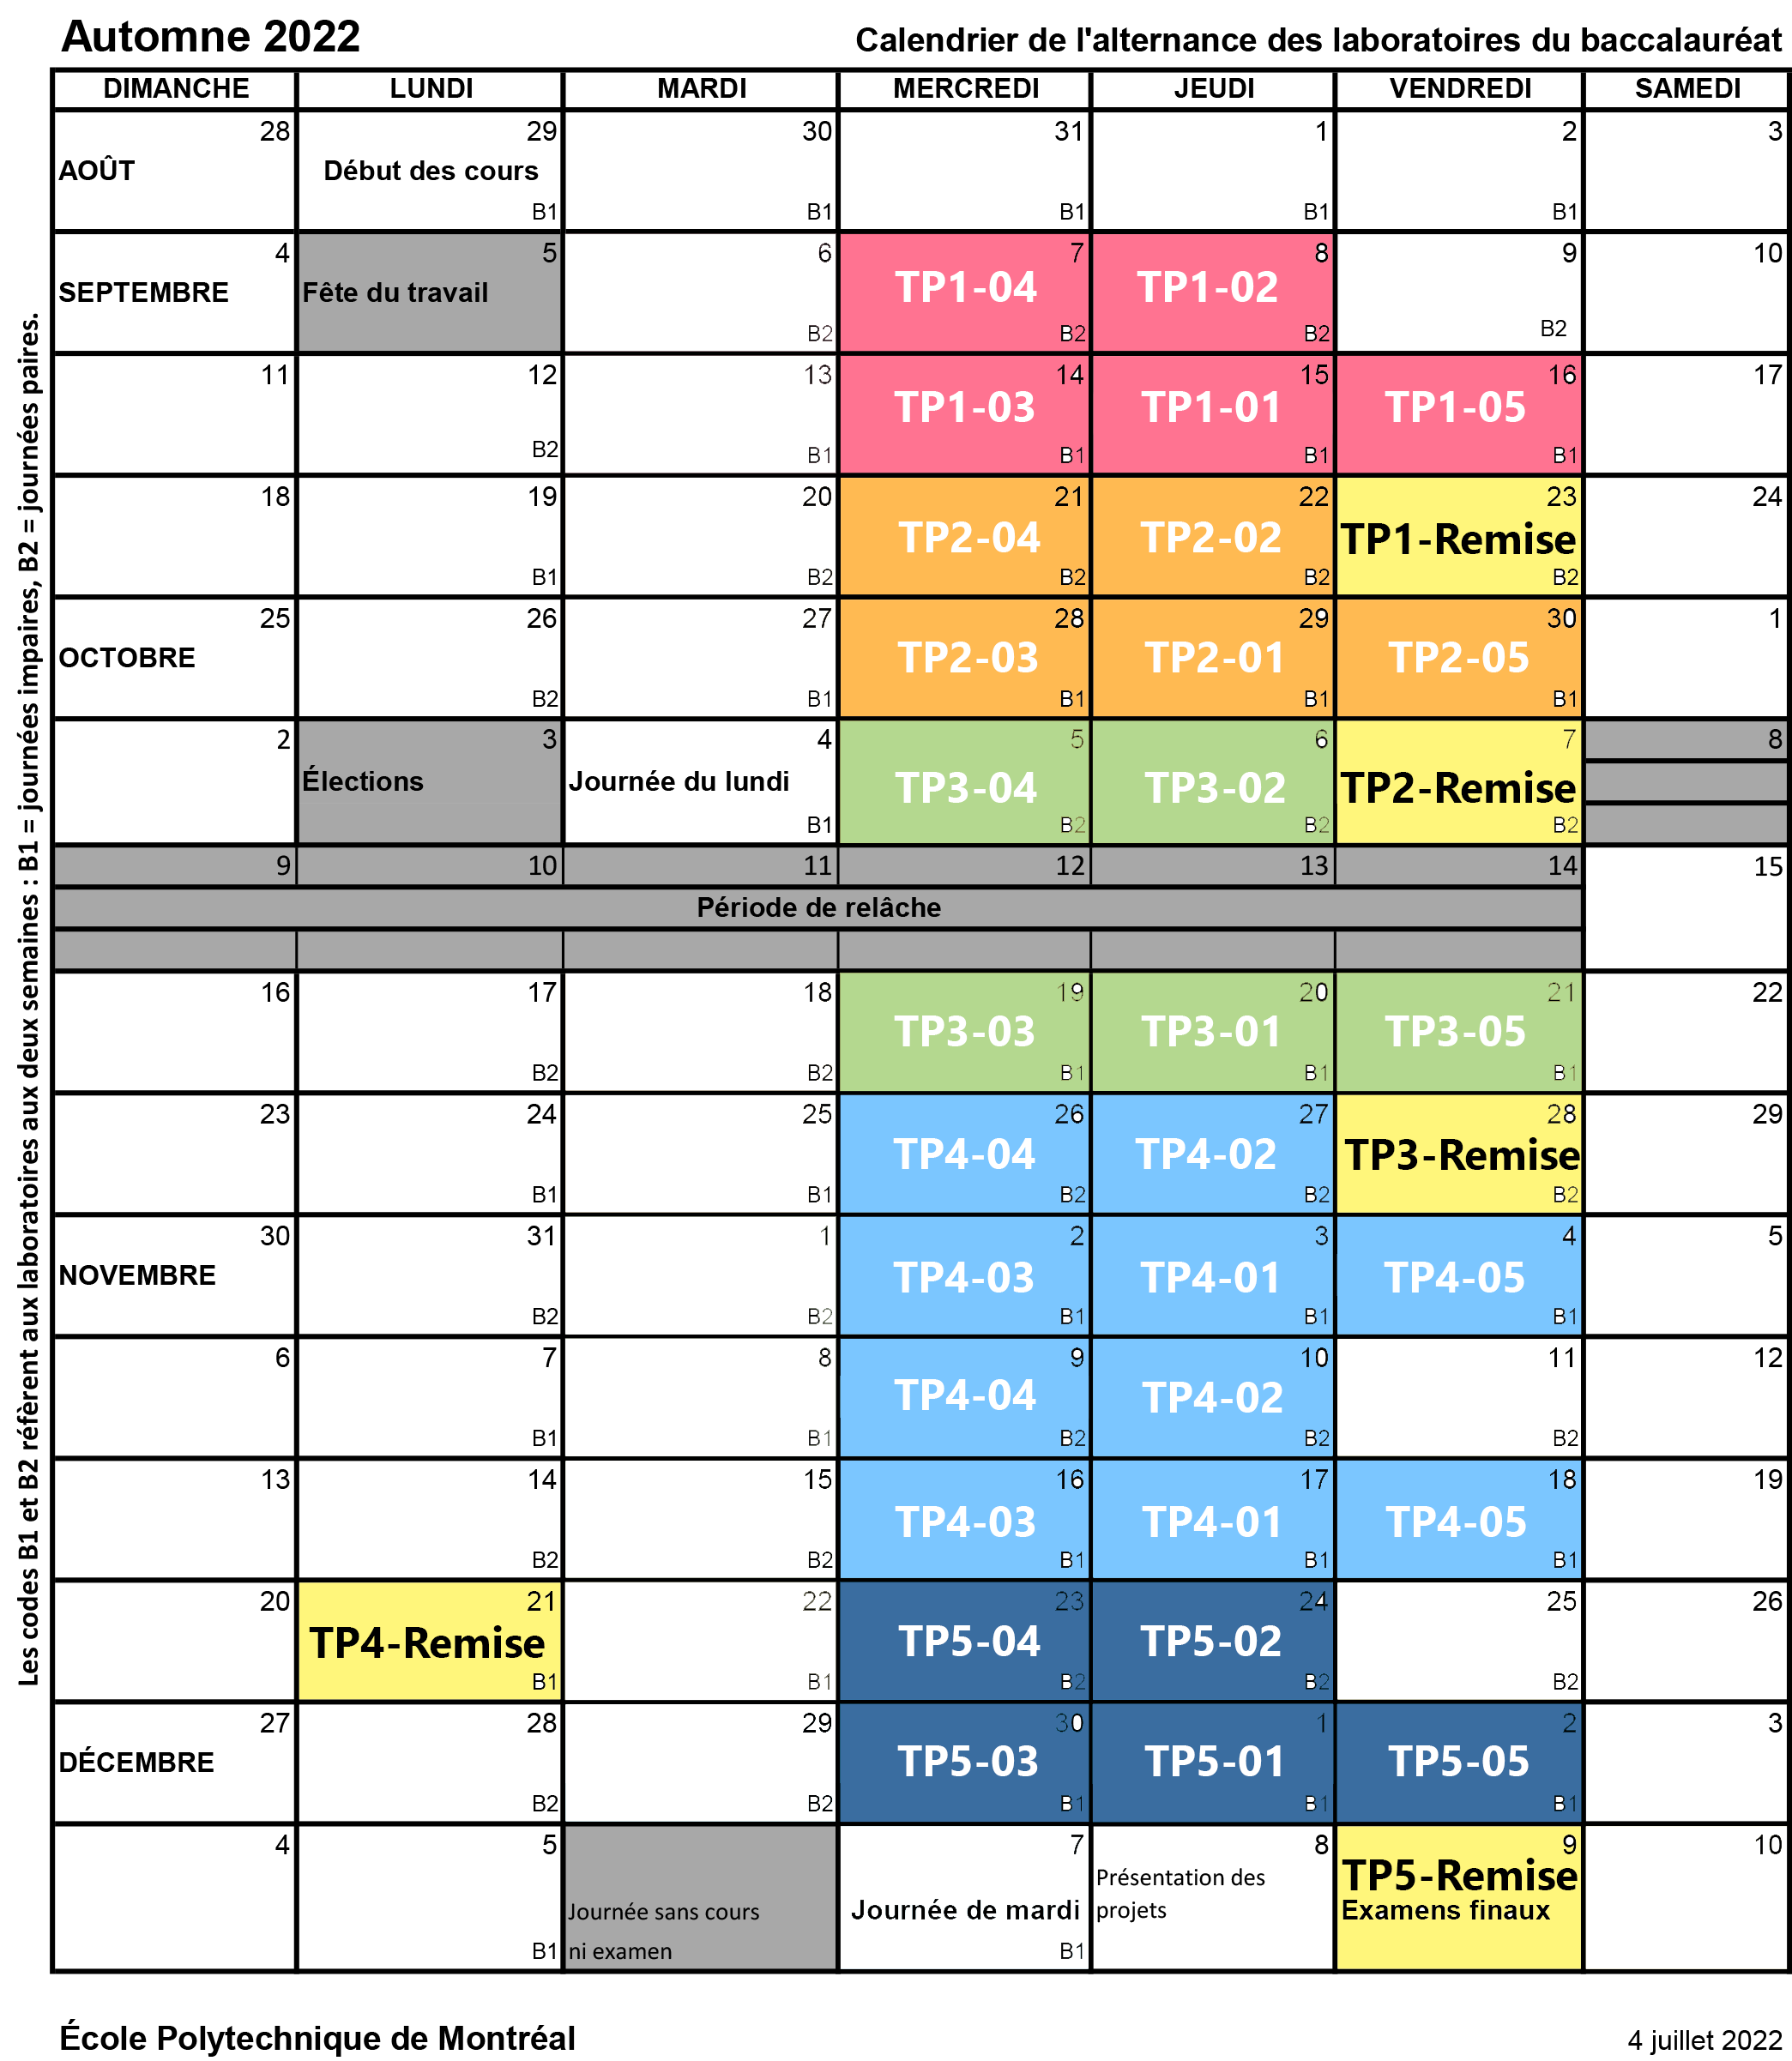 Automne 2022
Calendrier de l'alternance des laboratoires du baccalauréat
Les codes B1 et B2 réfèrent aux laboratoires aux deux semaines : B1 = journées impaires, B2 = journées paires.
DIMANCHE LUNDI MARDI MERCREDI JEUDI VENDREDI SAMEDI
28 29 30 31 1 2 3
AOÛT Début des cours
B1 B1 B1 B1 B1
4 5 6 7 8 9 10
SEPTEMBRE Fête du travail TP1-04 TP1-02
B2 B2 B2 B2
11 12 13 14 15 16 17
TP1-03 TP1-01 TP1-05
B2 B1 B1 B1 B1
18 19 20 21 22 23 24
TP2-04 TP2-02 TP1-Remise
B1 B2 B2 B2 B2
25 26 27 28 29 30 1
OCTOBRE TP2-03 TP2-01 TP2-05
B2 B1 B1 B1 B1
2 3 4 5 6 7 8
Élections Journée du lundi TP3-04 TP3-02 TP2-Remise
B1 B2 B2 B2
9 10 11 12 13 14 15
Période de relâche
16 17 18 19 20 21 22
TP3-03 TP3-01 TP3-05
B2 B2 B1 B1 B1
23 24 25 26 27 28 29
TP4-04 TP4-02 TP3-Remise
B1 B1 B2 B2 B2
30 31 1 2 3 4 5
NOVEMBRE TP4-03 TP4-01 TP4-05
B2 B2 B1 B1 B1
6 7 8 9 10 11 12
TP4-04 TP4-02
B1 B1 B2 B2 B2
13 14 15 16 17 18 19
TP4-03 TP4-01 TP4-05
B2 B2 B1 B1 B1
20 21 22 23 24 25 26
TP4-Remise TP5-04 TP5-02
B1 B1 B2 B2 B2
27 28 29 30 1 2 3
DÉCEMBRE TP5-03 TP5-01 TP5-05
B2 B2 B1 B1 B1
4 5 7 8 9 10
Présentation des TP5-Remise
Journée sans cours Journée de mardi projets Examens finaux
B1 ni examen B1
École Polytechnique de Montréal
4 juillet 2022